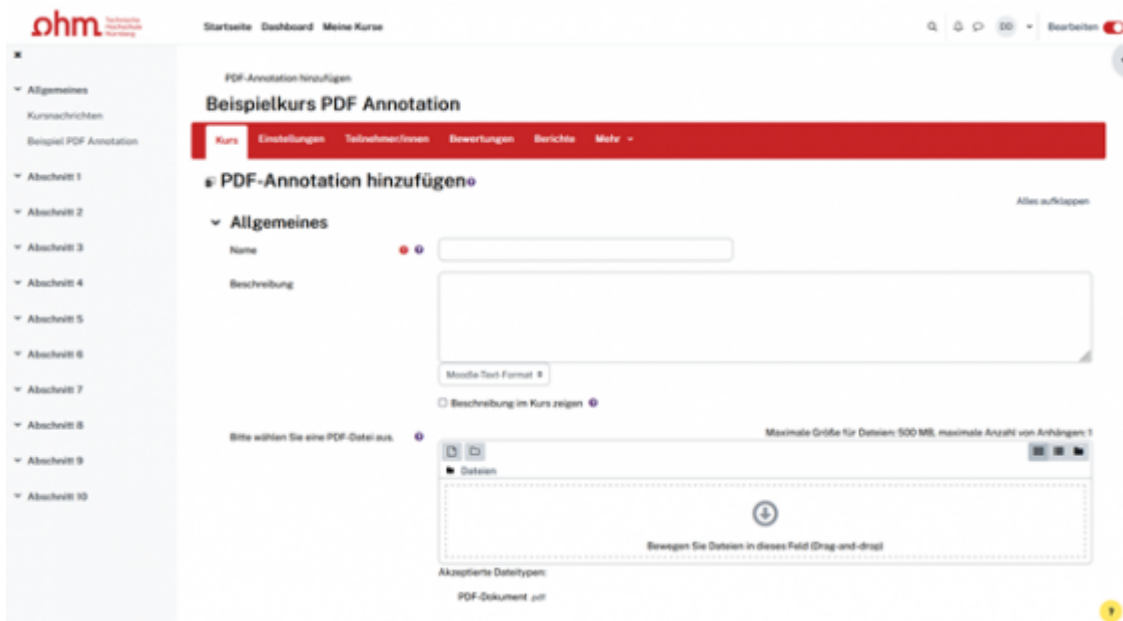 ohm Technische
Hochschule
Nürnberg
Startseite Dashboard Meine Kurse
DD
Bearbeiten
Allgemeines
Kursnachrichten
Beispiel PDF Annotation
Abschnitt 1
Abschnitt 2
Abschnitt 3
Abschnitt 4
Abschnitt 5
Abschnitt 6
Abschnitt 7
Abschnitt 8
Abschnitt 9
Abschnitt 10
PDF-Annotation hinzufügen
Beispielkurs PDF Annotation
Kurs Einstellungen Teilnehmer/innen Bewertungen Berichte Mehr
PDF-Annotation hinzufügen
Alles aufklappen
Allgemeines
Name
Beschreibung
Moodle-Text-Format
Beschreibung im Kurs zeigen
Bitte wählen Sie eine PDF-Datei aus.
Maximale Größe für Dateien: 500 MB, maximale Anzahl von Anhängen: 1
Dateien
Bewegen Sie Dateien in dieses Feld (Drag-and-drop)
Akzeptierte Dateitypen:
PDF-Dokument .pdf
?